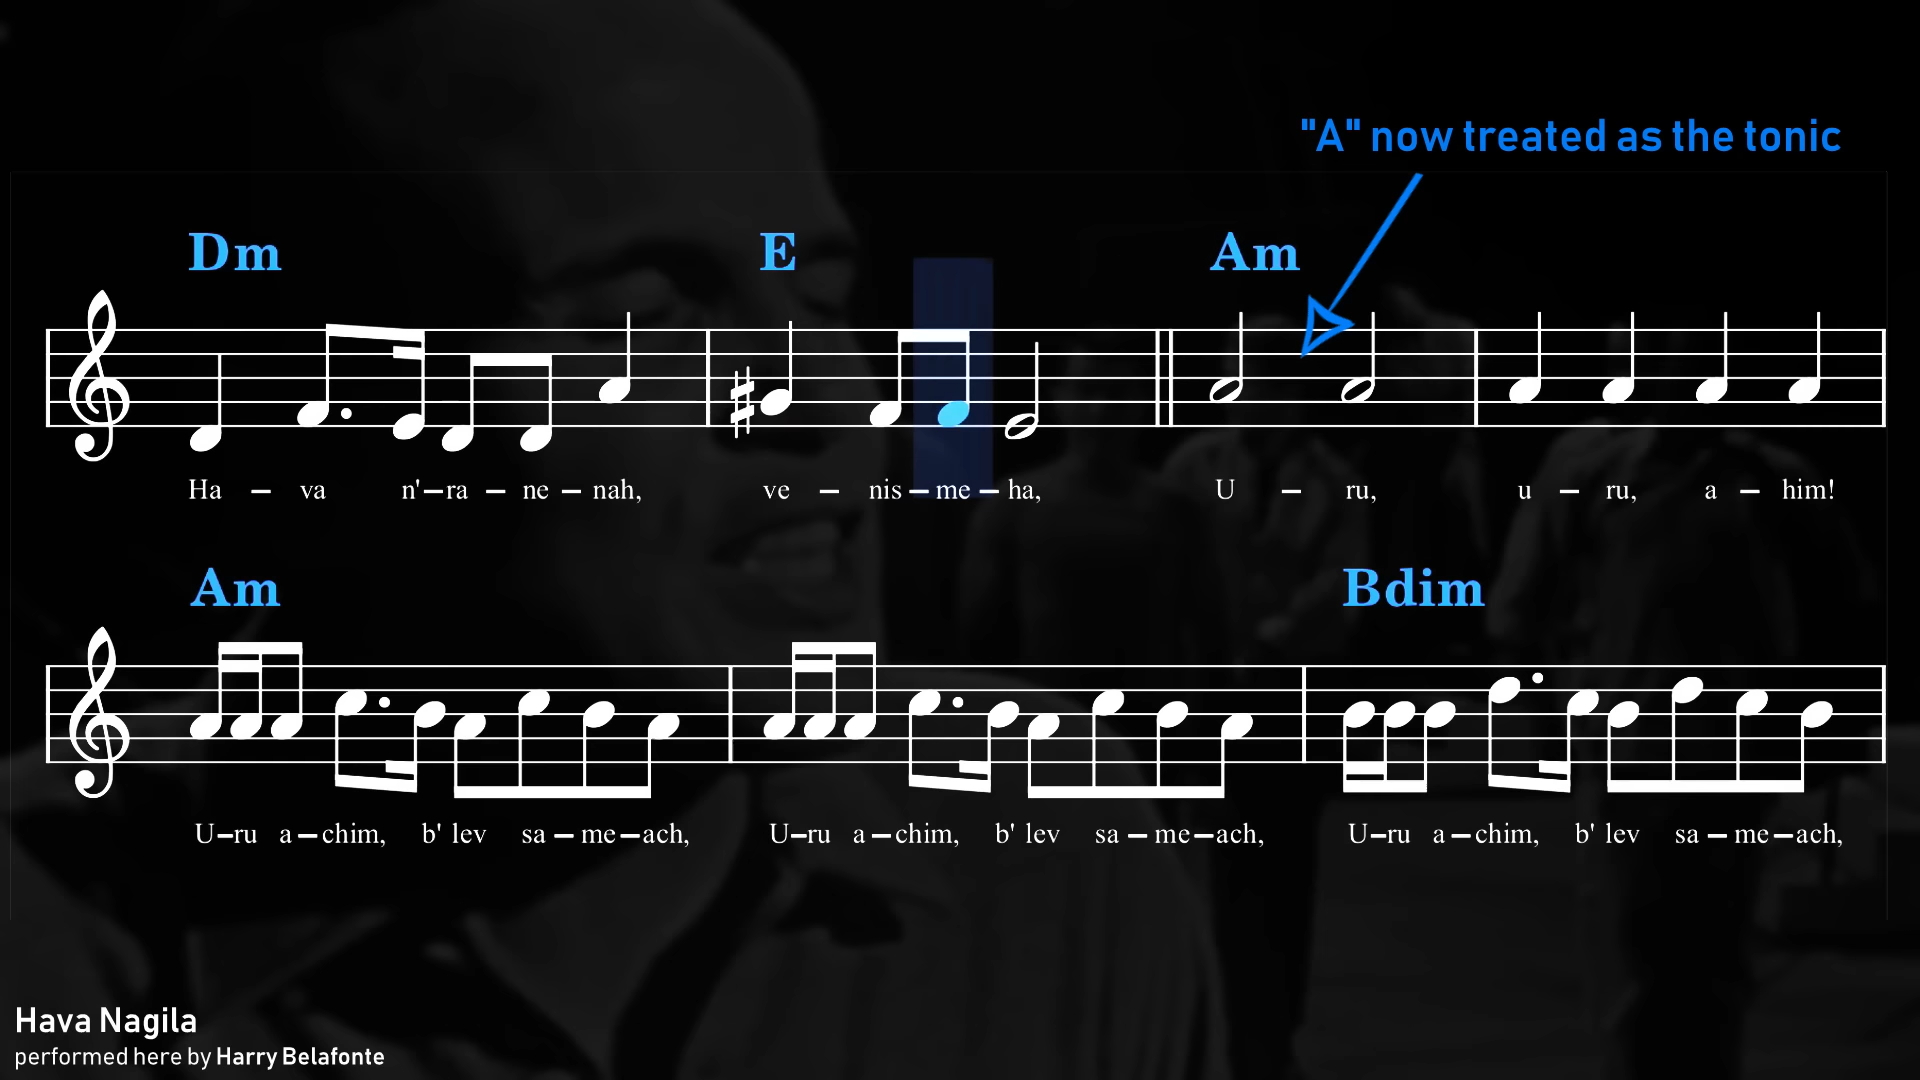 "A" now treated as the tonic
Dm E Am
Ha – va n'–ra – ne – nah, ve – nis – me – ha, U – ru, u – ru, a – him!
Am Bdim
U–ru a–chim, b' lev sa – me–ach, U–ru a–chim, b' lev sa – me–ach, U–ru a–chim, b' lev sa – me–ach,
Hava Nagila
performed here by Harry Belafonte